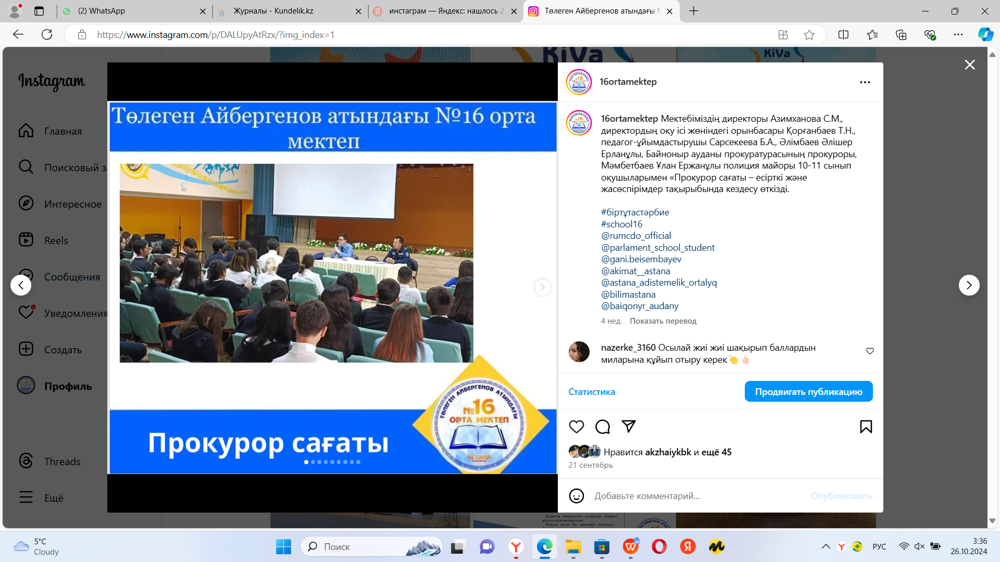 (2) WhatsApp
Журналы - Kundelik.kz
инстаграм — Яндекс: нашлось 2
Төлеген Айбергенов атындағы
https://www.instagram.com/p/DALUpyAtRzx/?img_index=1
KiVa
KiVa
Instagram
Главная
Поисковый за
Интересное
Reels
Сообщения
Уведомления
Создать
Профиль
Threads
Ещё
Төлеген Айбергенов атындағы №16 орта
мектеп
ТӨЛЕГЕН АЙБЕРГЕНОВ АТЫНДАҒЫ
№16
ОРТА МЕКТЕП
АСТАНА
ҚАЛАСЫ
Прокурор сағаты
16ortamektep
16ortamektep Мектебіміздің директоры Азимханова С.М.,
директордың оқу ісі жөніндегі орынбасары Қорғанбаев Т.Н.,
педагог-ұйымдастырушы Сарсекеева Б.А., Әлімбаев Әлішер
Ерланұлы, Байноныр ауданы прокуратурасының прокуроры,
Мәмбетбаев Ұлан Ержанұлы полиция майоры 10-11 сынып
оқушыларымен «Прокурор сағаты – есірткі және
жасөспірімдер тақырыбында кездесу өткізді.
#біртұтастәрбие
#school16
@rumcdo_official
@parlament_school_student
@gani.beisembayev
@akimat__astana
@astana_adistemelik_ortalyq
@bilimastana
@baiqonyr_audany
4 нед. Показать перевод
nazerke_3160 Осылай жиі жиі шақырып баллардын
миларына құйып отыру керек👏👍🏻
Статистика
Продвигать публикацию
Нравится akzhaiykbk и ещё 45
21 сентябрь
Добавьте комментарий...
Опубликовать
5°C
Cloudy
Поиск
РУС
3:36
26.10.2024